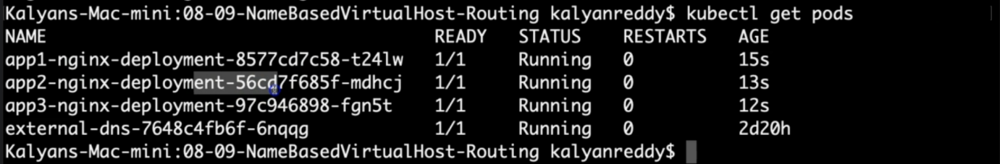 Kalyans-Mac-mini:08-09-NameBasedVirtualHost-Routing kalyanreddy$ kubectl get pods
NAME READY STATUS RESTARTS AGE
app1-nginx-deployment-8577cd7c58-t24lw 1/1 Running 0 15s
app2-nginx-deployment-56cd7f685f-mdhcj 1/1 Running 0 13s
app3-nginx-deployment-97c946898-fgn5t 1/1 Running 0 12s
external-dns-7648c4fb6f-6nqqg 1/1 Running 0 2d20h
Kalyans-Mac-mini:08-09-NameBasedVirtualHost-Routing kalyanreddy$